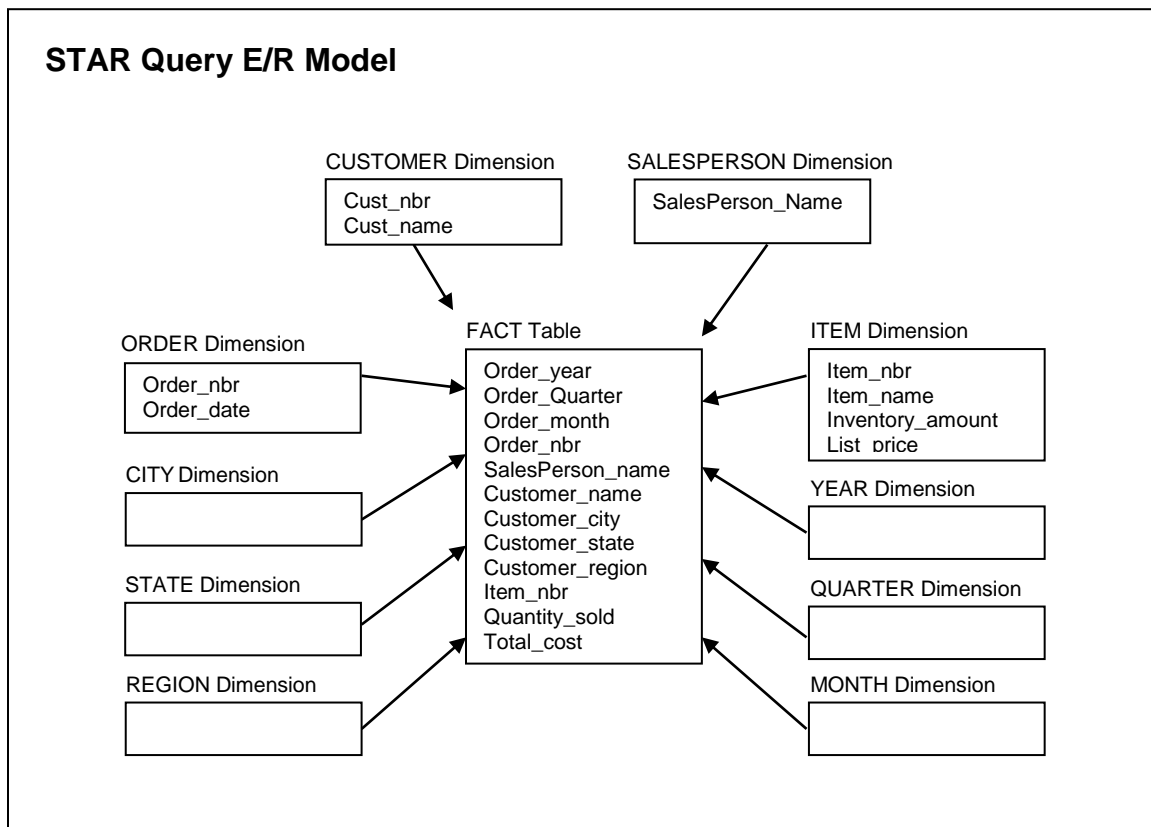 STAR Query E/R Model
CUSTOMER Dimension
Cust_nbr
Cust_name
SALESPERSON Dimension
SalesPerson_Name
ORDER Dimension
Order_nbr
Order_date
CITY Dimension
STATE Dimension
REGION Dimension
FACT Table
Order_year
Order_Quarter
Order_month
Order_nbr
SalesPerson_name
Customer_name
Customer_city
Customer_state
Customer_region
Item_nbr
Quantity_sold
Total_cost
ITEM Dimension
Item_nbr
Item_name
Inventory_amount
List_price
YEAR Dimension
QUARTER Dimension
MONTH Dimension